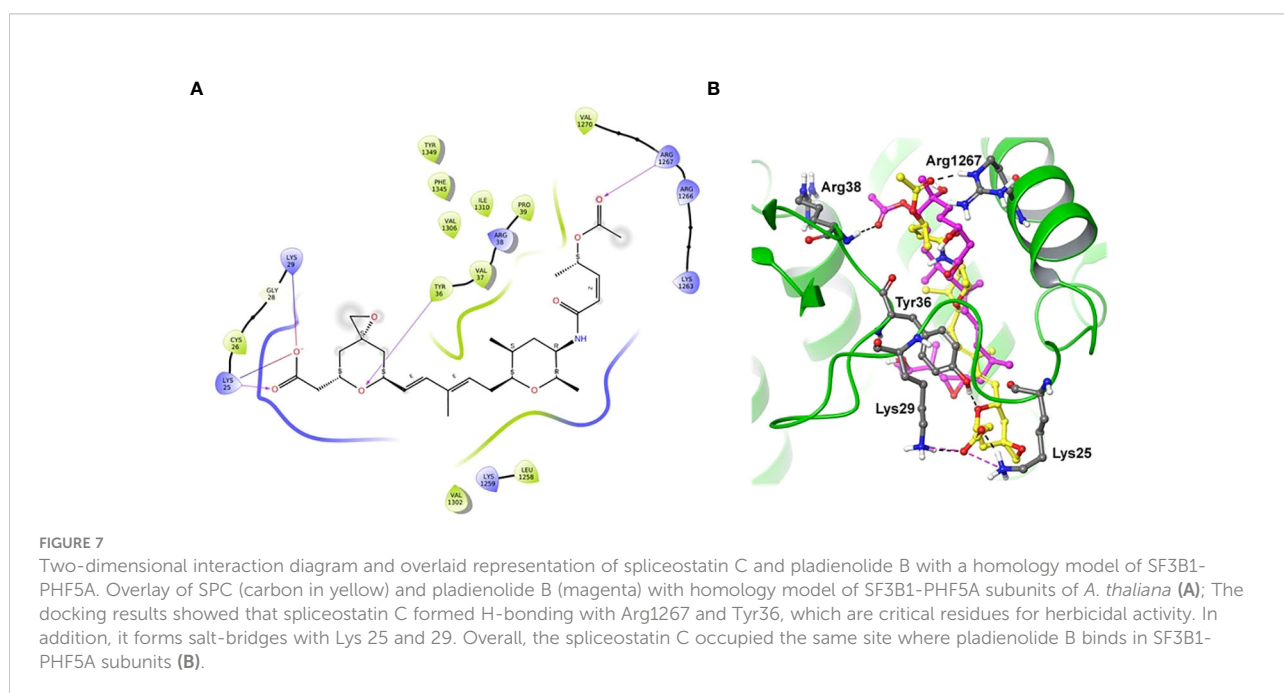 A
B
VAL
1270
TYR
1349
ARG
1267
PHE
1345
ARG
1266
ILE
1310
PRO
39
VAL
1306
ARG
38
LYS
29
VAL
37
LYS
1263
GLY
28
TYR
36
CYS
26
LYS
25
LYS
1259
LEU
1258
VAL
1302
O
O
S
Z
O
NH
O
S
O⁻
O
S
O
S
E
E
S
O
R
S
R
Arg1267
Arg38
Tyr36
Lys29
Lys25
FIGURE 7
Two-dimensional interaction diagram and overlaid representation of spliceostatin C and pladienolide B with a homology model of SF3B1-
PHF5A. Overlay of SPC (carbon in yellow) and pladienolide B (magenta) with homology model of SF3B1-PHF5A subunits of A. thaliana (A); The
docking results showed that spliceostatin C formed H-bonding with Arg1267 and Tyr36, which are critical residues for herbicidal activity. In
addition, it forms salt-bridges with Lys 25 and 29. Overall, the spliceostatin C occupied the same site where pladienolide B binds in SF3B1-
PHF5A subunits (B).